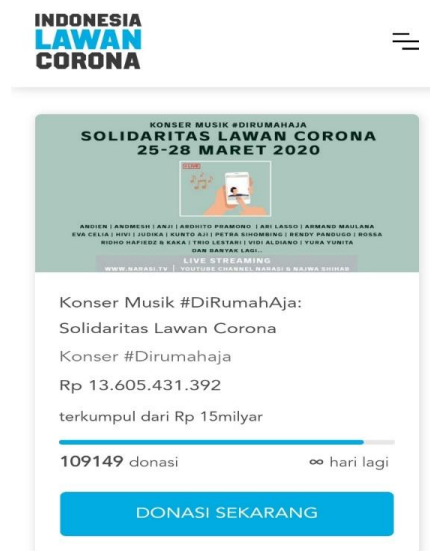 INDONESIA
LAWAN
CORONA
KONSER MUSIK #DIRUMAHAJA
SOLIDARITAS LAWAN CORONA
25-28 MARET 2020
LIVE
ANDIEN | ANDMESH | ANJI | ARDHITO PRAMONO | ARI LASSO | ARMAND MAULANA
EVA CELIA | HIVI | JUDIKA | KUNTO AJI | PETRA SIHOMBING | RENDY PANDUGO | ROSSA
RIDHO HAFIEDZ & KAKA | TRIO LESTARI | VIDI ALDIANO | YURA YUNITA
DAN BANYAK LAGI..
LIVE STREAMING
WWW.NARASI.TV | YOUTUBE CHANNEL NARASI & NAJWA SHIHAB
Konser Musik #DiRumahAja:
Solidaritas Lawan Corona
Konser #Dirumahaja
Rp 13.605.431.392
terkumpul dari Rp 15milyar
109149 donasi ∞ hari lagi
DONASI SEKARANG